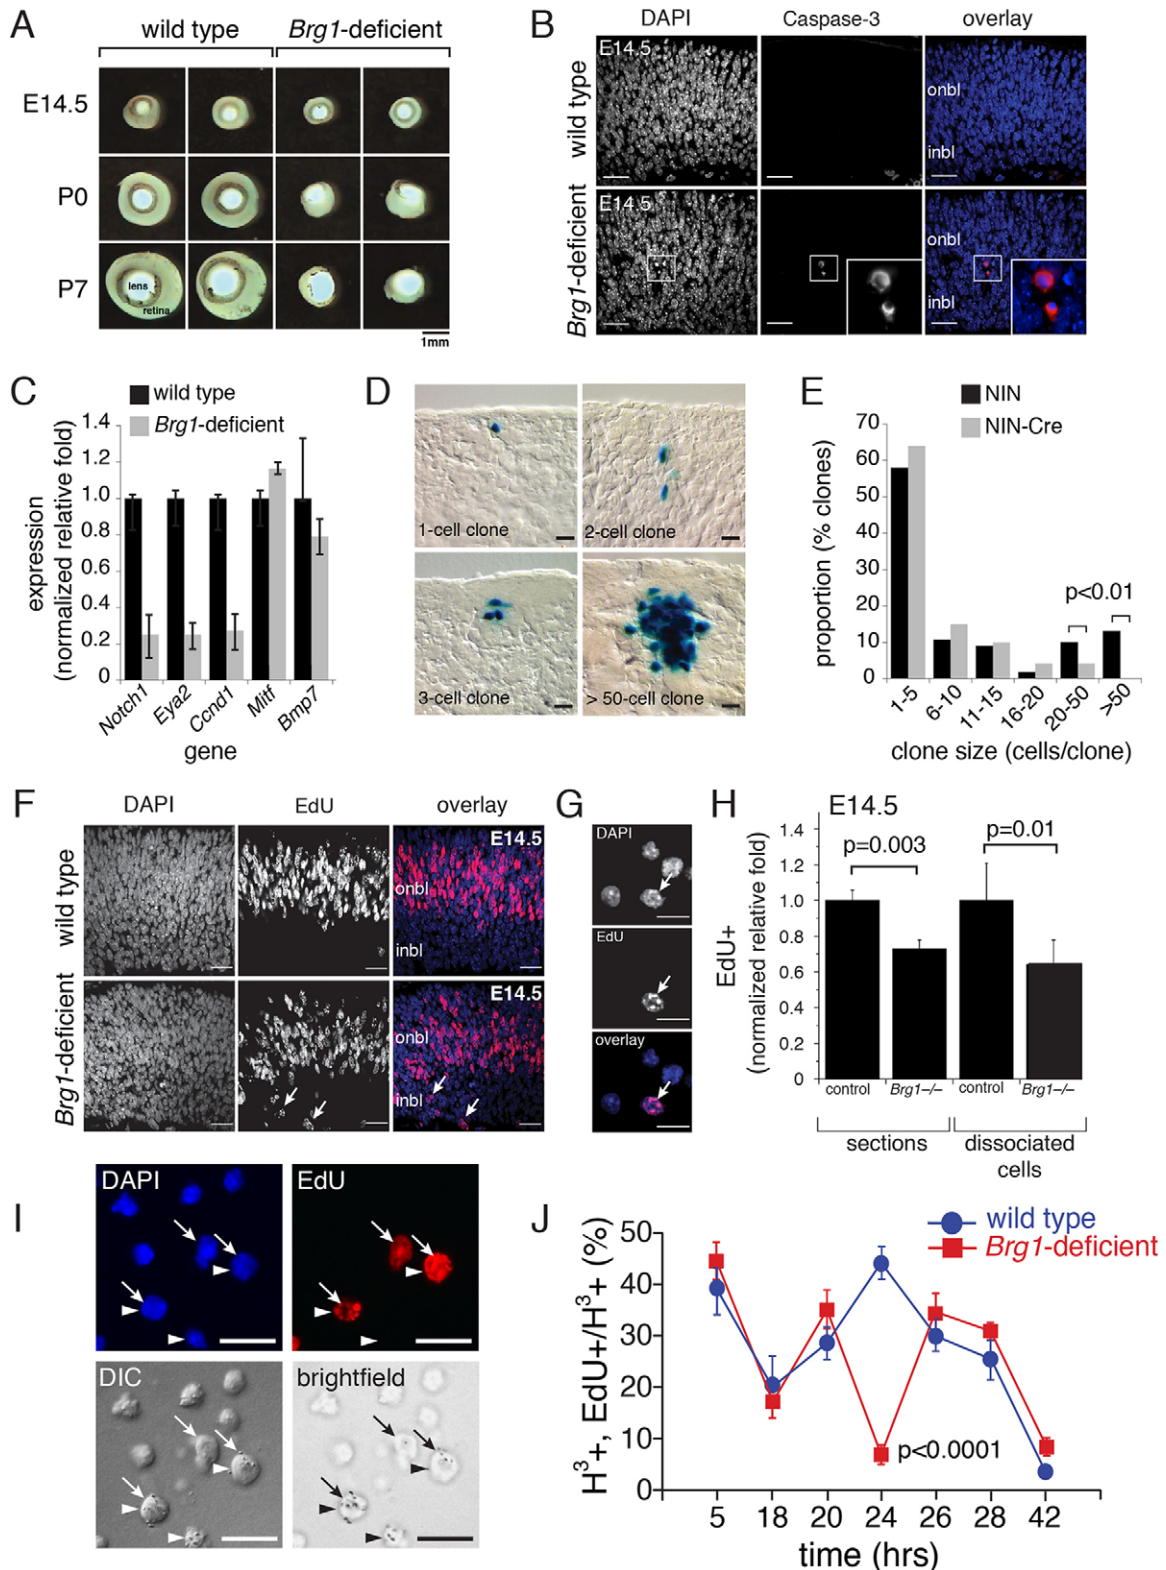 A
wild type
Brg1-deficient
E14.5
P0
P7
lens
retina
1mm
B
DAPI
Caspase-3
overlay
wild type
E14.5
onbl
inbl
Brg1-deficient
E14.5
onbl
inbl
C
wild type
Brg1-deficient
expression
(normalized relative fold)
1.4
1.2
1.0
0.8
0.4
0.2
0
Notch1
Eya2
Ccnd1
Mitf
Bmp7
gene
D
1-cell clone
2-cell clone
3-cell clone
> 50-cell clone
E
NIN
NIN-Cre
proportion (% clones)
70
60
50
40
30
20
10
0
p<0.01
1-5
6-10
11-15
16-20
20-50
>50
clone size (cells/clone)
F
DAPI
EdU
overlay
wild type
E14.5
onbl
inbl
Brg1-deficient
E14.5
onbl
inbl
G
DAPI
EdU
overlay
H
E14.5
EdU+
(normalized relative fold)
1.4
1.2
1.0
0.8
0.6
0.4
0.2
0
p=0.003
p=0.01
control
Brg1–/–
control
Brg1–/–
sections
dissociated
cells
I
DAPI
EdU
DIC
brightfield
J
wild type
Brg1-deficient
H³+, EdU+/H³+ (%)
50
40
30
20
10
0
p<0.0001
5
18
20
24
26
28
42
time (hrs)